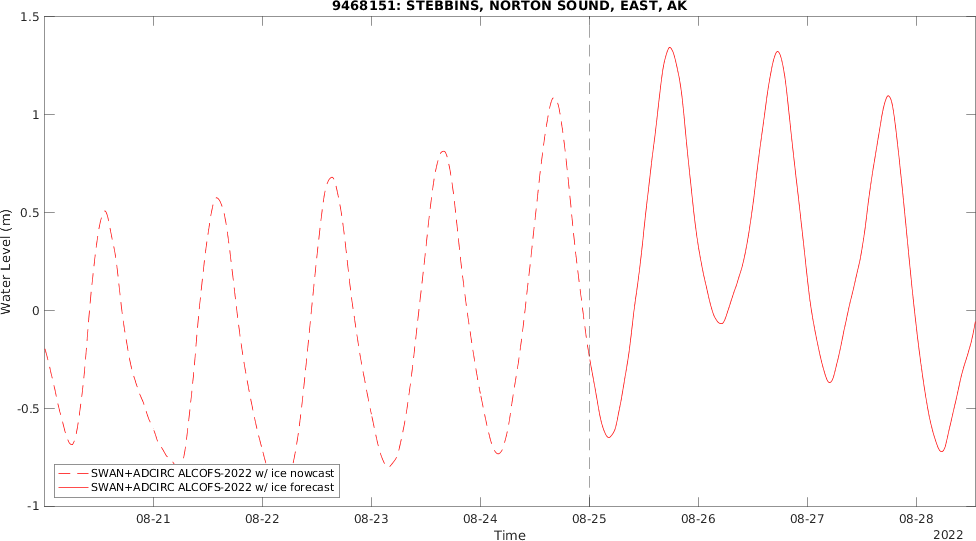 9468151: STEBBINS, NORTON SOUND, EAST, AK
1.5
1
0.5
0
-0.5
-1
Water Level (m)
SWAN+ADCIRC ALCOFS-2022 w/ ice nowcast
SWAN+ADCIRC ALCOFS-2022 w/ ice forecast
08-21 08-22 08-23 08-24 08-25 08-26 08-27 08-28
Time
2022